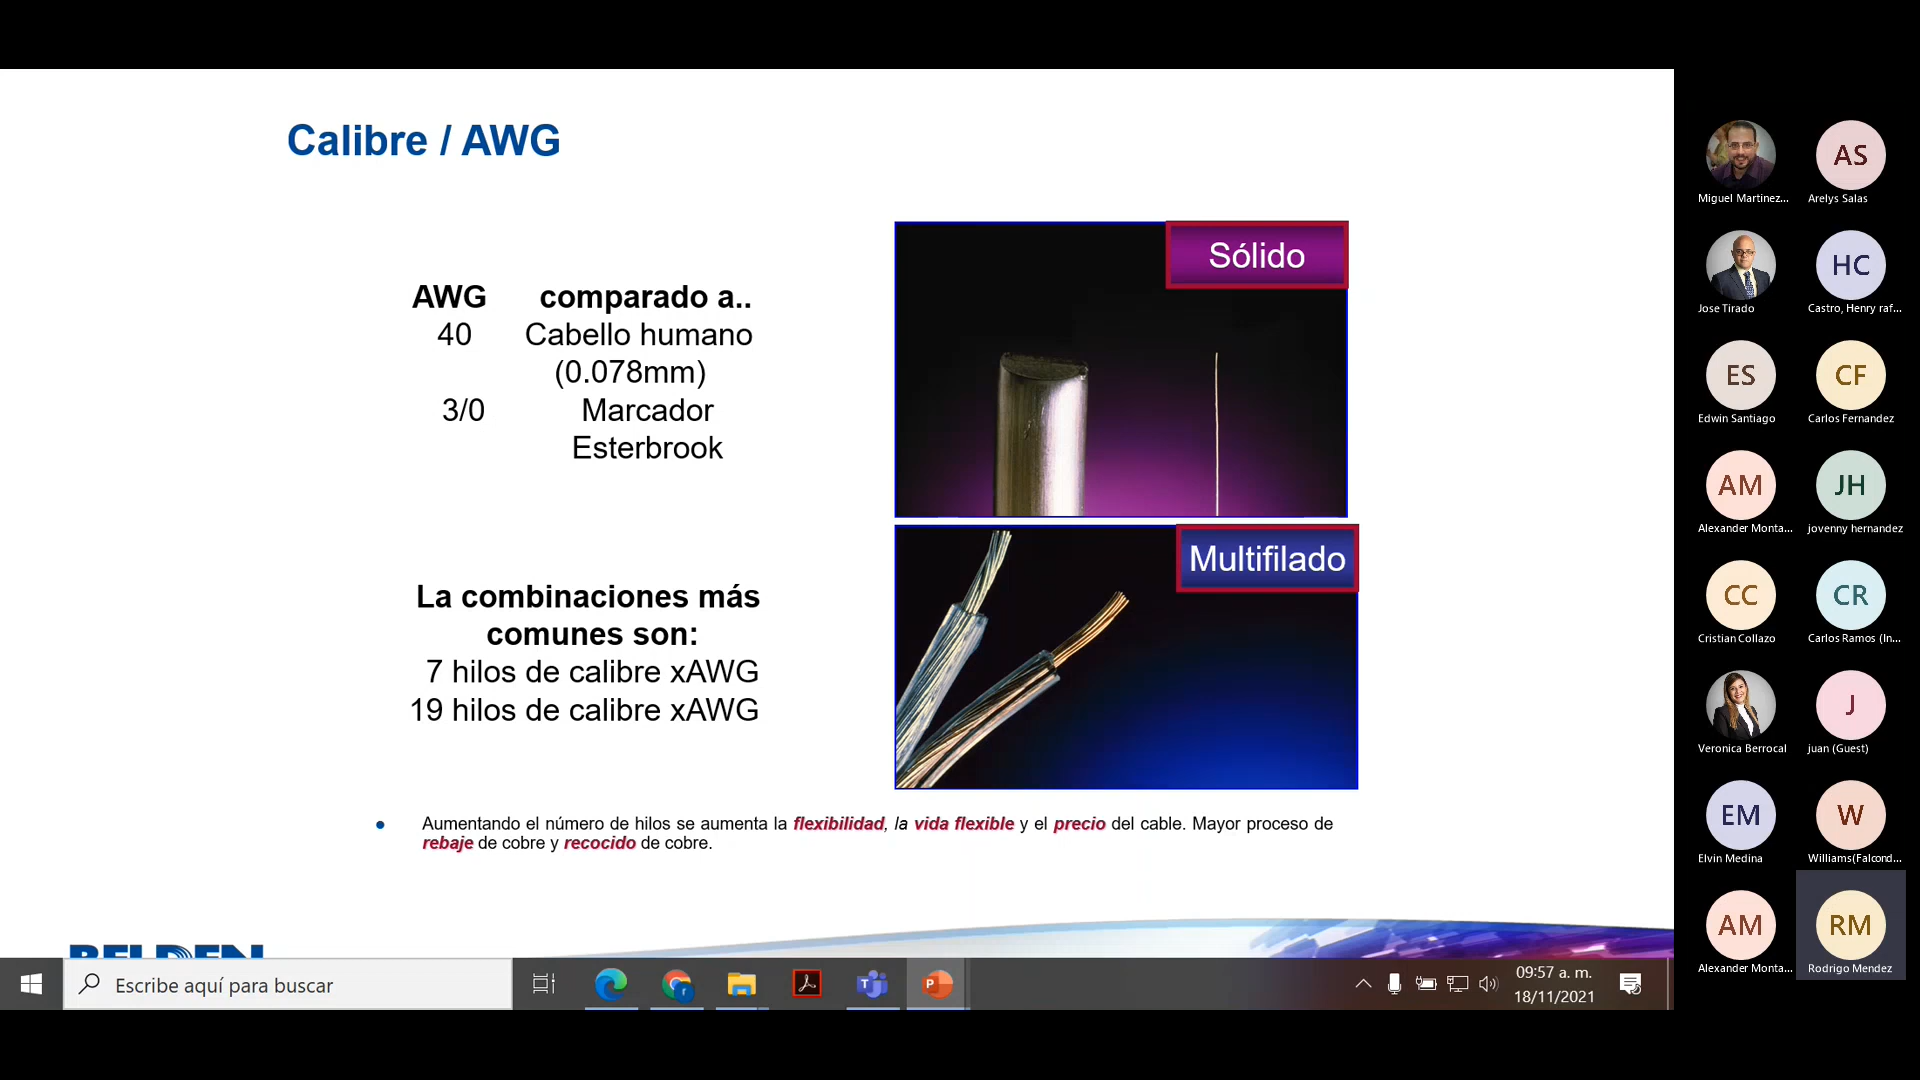 Calibre / AWG
AWG comparado a..
40 Cabello humano
(0.078mm)
3/0 Marcador
Esterbrook
Sólido
Multifilado
La combinaciones más
comunes son:
7 hilos de calibre xAWG
19 hilos de calibre xAWG
Aumentando el número de hilos se aumenta la flexibilidad, la vida flexible y el precio del cable. Mayor proceso de
rebaje de cobre y recocido de cobre.
BELDEN
Escribe aquí para buscar
09:57 a. m.
18/11/2021
Miguel Martinez...
AS
Arelys Salas
Jose Tirado
HC
Castro, Henry raf...
ES
Edwin Santiago
CF
Carlos Fernandez
AM
Alexander Monta...
JH
jovenny hernandez
CC
Cristian Collazo
CR
Carlos Ramos (In...
Veronica Berrocal
J
juan (Guest)
EM
Elvin Medina
W
Williams(Falcond...
AM
Alexander Monta...
RM
Rodrigo Mendez